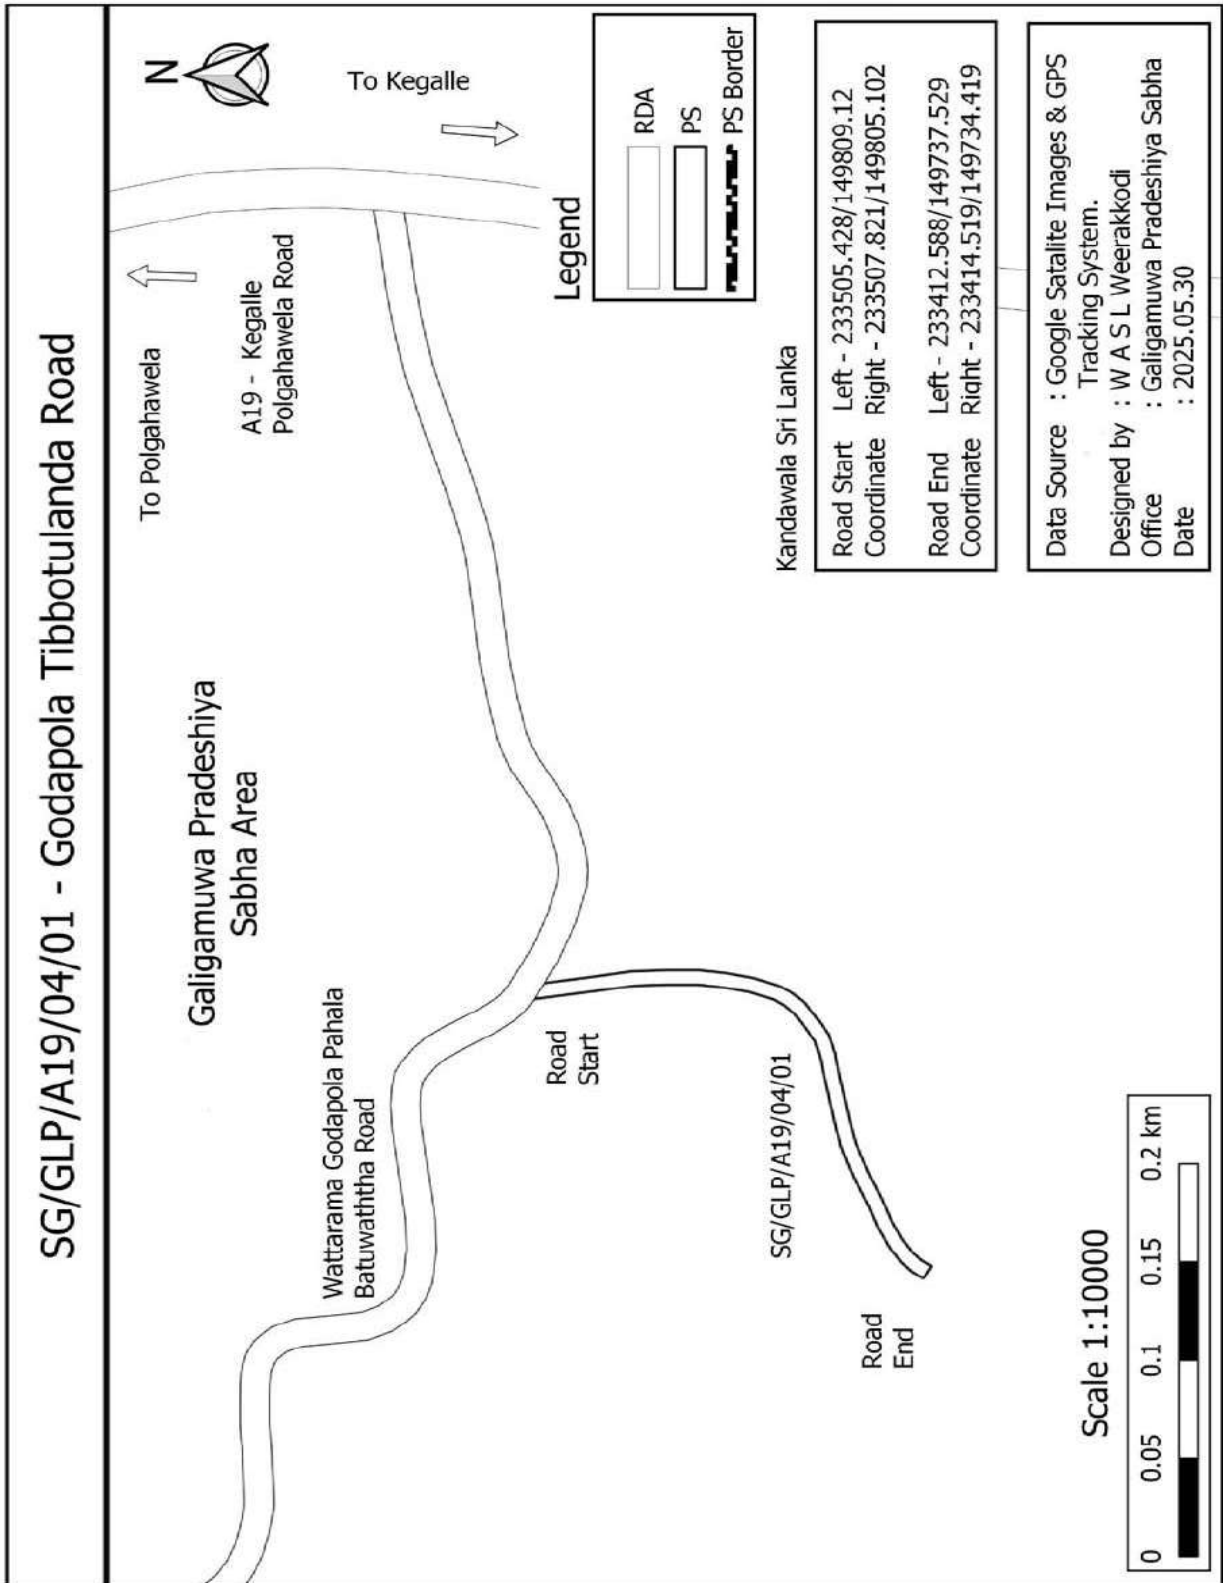 SG/GLP/A19/04/01 - Godapola Tibbotulanda Road
N
To Kegalle
To Polgahawela
A19 - Kegalle
Polgahawela Road
Galigamuwa Pradeshiya
Sabha Area
Wattarama Godapola Pahala
Batuwaththa Road
Road
Start
SG/GLP/A19/04/01
Road
End
Legend
RDA
PS
PS Border
Kandawala Sri Lanka
Road Start Left - 233505.428/149809.12
Coordinate Right - 233507.821/149805.102
Road End Left - 233412.588/149737.529
Coordinate Right - 233414.519/149734.419
Data Source : Google Satalite Images & GPS
Tracking System.
Designed by : W A S L Weerakkodi
Office : Galigamuwa Pradeshiya Sabha
Date : 2025.05.30
Scale 1:10000
0 0.05 0.1 0.15 0.2 km